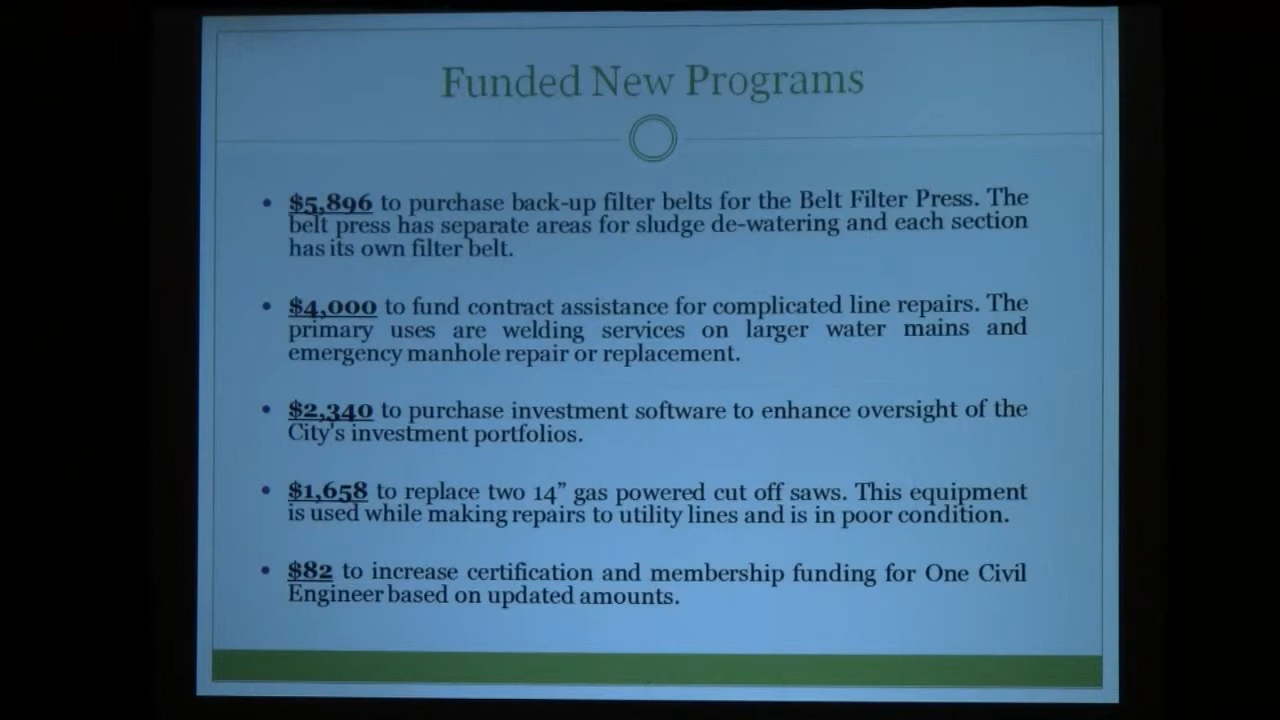 Funded New Programs
• $5,896 to purchase back-up filter belts for the Belt Filter Press. The
belt press has separate areas for sludge de-watering and each section
has its own filter belt.
• $4,000 to fund contract assistance for complicated line repairs. The
primary uses are welding services on larger water mains and
emergency manhole repair or replacement.
• $2,340 to purchase investment software to enhance oversight of the
City's investment portfolios.
• $1,658 to replace two 14” gas powered cut off saws. This equipment
is used while making repairs to utility lines and is in poor condition.
• $82 to increase certification and membership funding for One Civil
Engineer based on updated amounts.